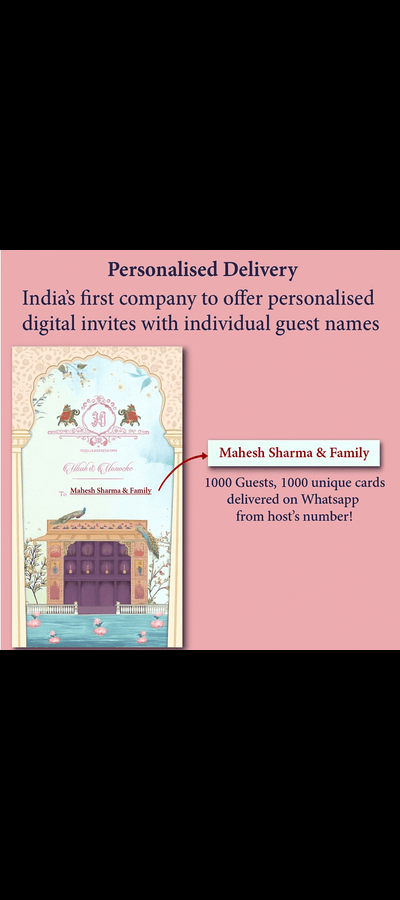 Personalised Delivery
India's first company to offer personalised
digital invites with individual guest names
To Mahesh Sharma & Family
Mahesh Sharma & Family
1000 Guests, 1000 unique cards
delivered on Whatsapp
from host's number!